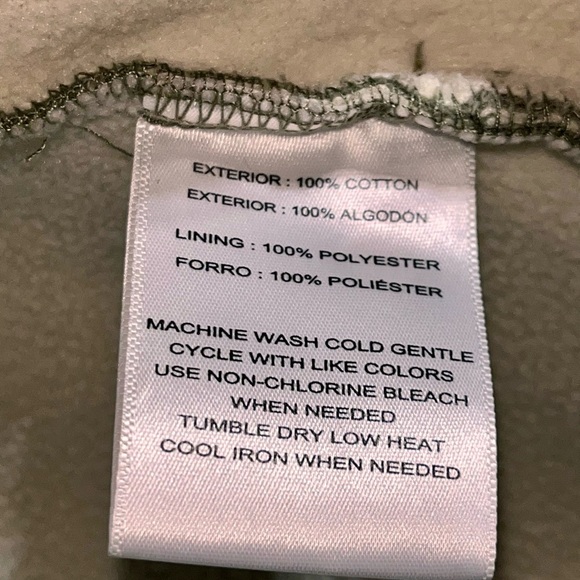 EXTERIOR : 100% COTTON
EXTERIOR : 100% ALGODÓN
LINING : 100% POLYESTER
FORRO : 100% POLIÉSTER
MACHINE WASH COLD GENTLE
CYCLE WITH LIKE COLORS
USE NON-CHLORINE BLEACH
WHEN NEEDED
TUMBLE DRY LOW HEAT
COOL IRON WHEN NEEDED